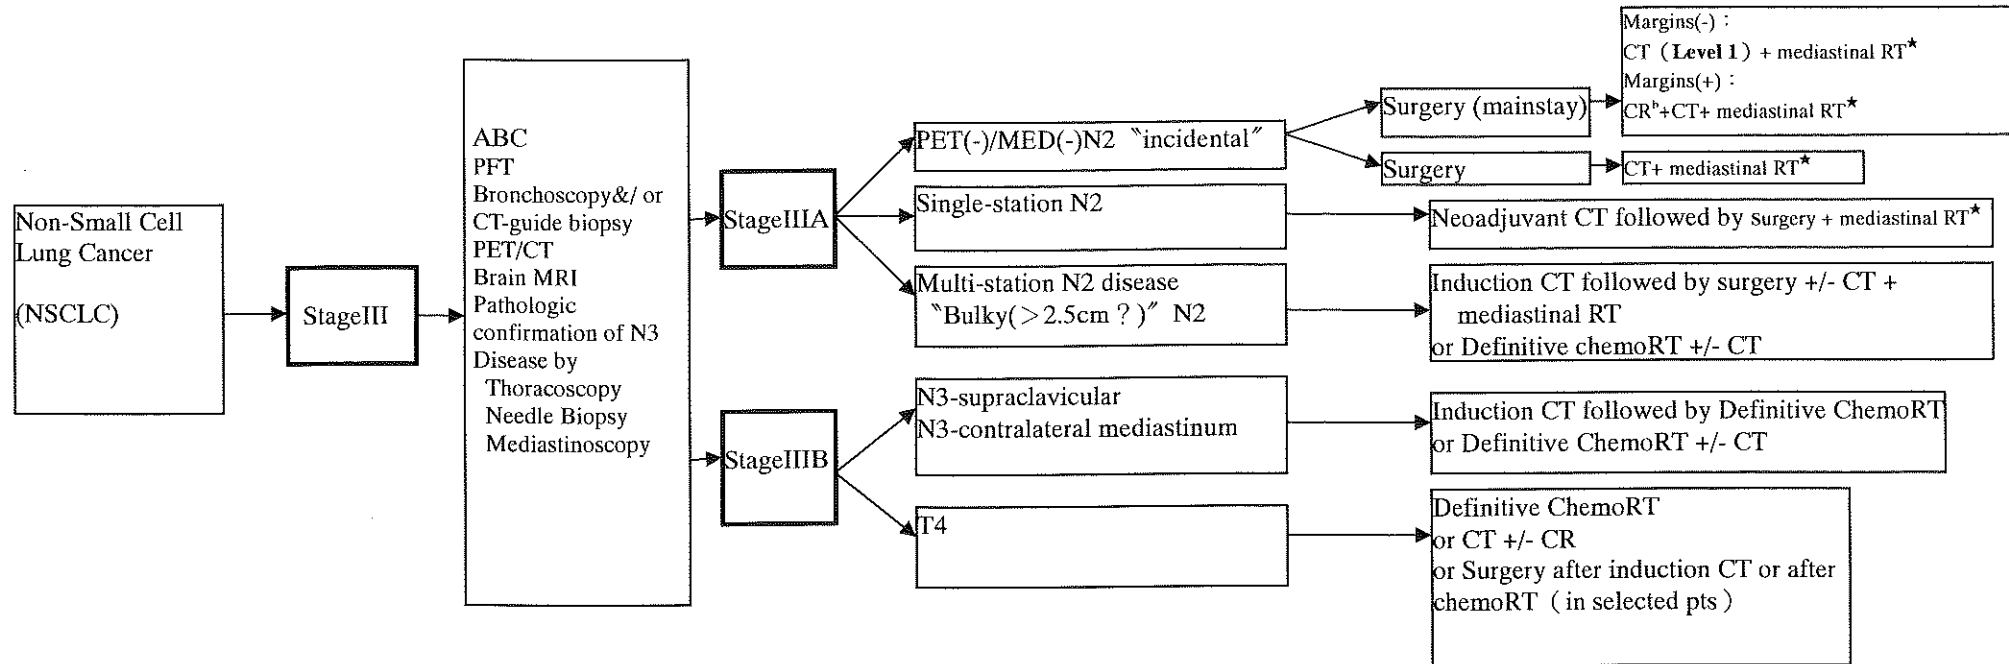 Non-Small Cell
Lung Cancer
(NSCLC)
StageIII
ABC
PFT
Bronchoscopy&/ or
CT-guide biopsy
PET/CT
Brain MRI
Pathologic
confirmation of N3
Disease by
Thoracoscopy
Needle Biopsy
Mediastinoscopy
StageIIIA
StageIIIB
PET(-)/MED(-)N2 〝incidental〞
Single-station N2
Multi-station N2 disease
〝Bulky(＞2.5cm ? )〞 N2
N3-supraclavicular
N3-contralateral mediastinum
T4
Surgery (mainstay)
Surgery
Margins(-)：
CT（Level 1）+ mediastinal RT★
Margins(+)：
CRʰ+CT+ mediastinal RT★
CT+ mediastinal RT★
Neoadjuvant CT followed by surgery + mediastinal RT★
Induction CT followed by surgery +/- CT +
mediastinal RT
or Definitive chemoRT +/- CT
Induction CT followed by Definitive ChemoRT
or Definitive ChemoRT +/- CT
Definitive ChemoRT
or CT +/- CR
or Surgery after induction CT or after
chemoRT（in selected pts）